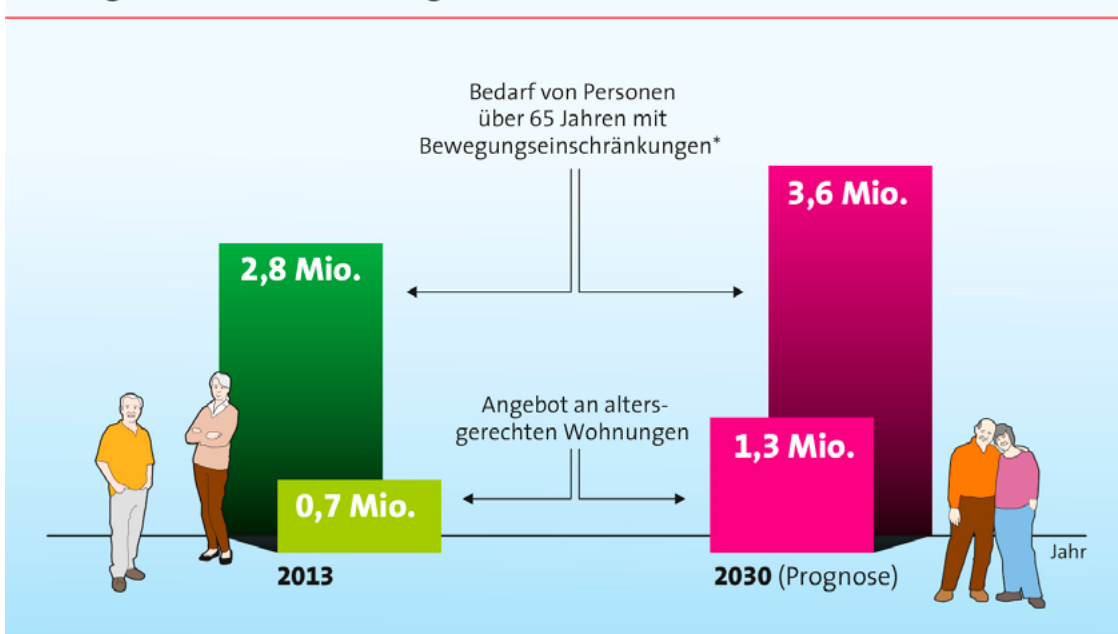 Bedarf von Personen
über 65 Jahren mit
Bewegungseinschränkungen*
2,8 Mio.
3,6 Mio.
Angebot an alters-
gerechten Wohnungen
0,7 Mio.
1,3 Mio.
Jahr
2013
2030 (Prognose)